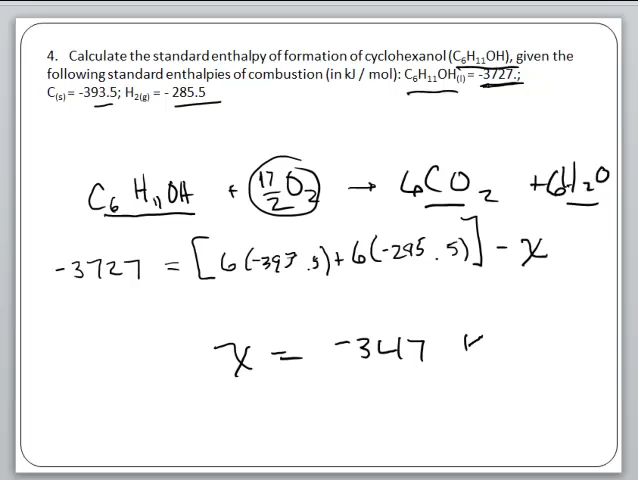 4. Calculate the standard enthalpy of formation of cyclohexanol (C₆H₁₁OH), given the
following standard enthalpies of combustion (in kJ / mol): C₆H₁₁OH₍ₗ₎= -3727.;
C₍ₛ₎ = -393.5; H₂₍g₎ = - 285.5
C₆ H₁₁OH + 17/2 O₂ → 6CO₂ +6H₂O
-3727 = [6(-393.5)+6(-295.5)] - x
x = -347 k